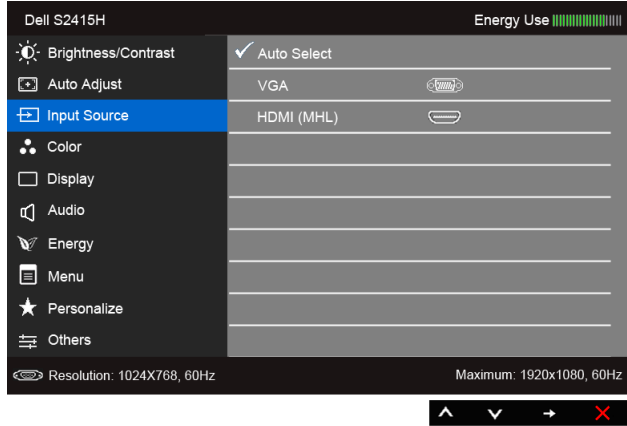 Dell S2415H
Energy Use
Brightness/Contrast
Auto Select
Auto Adjust
VGA
Input Source
HDMI (MHL)
Color
Display
Audio
Energy
Menu
Personalize
Others
Resolution: 1024X768, 60Hz
Maximum: 1920x1080, 60Hz